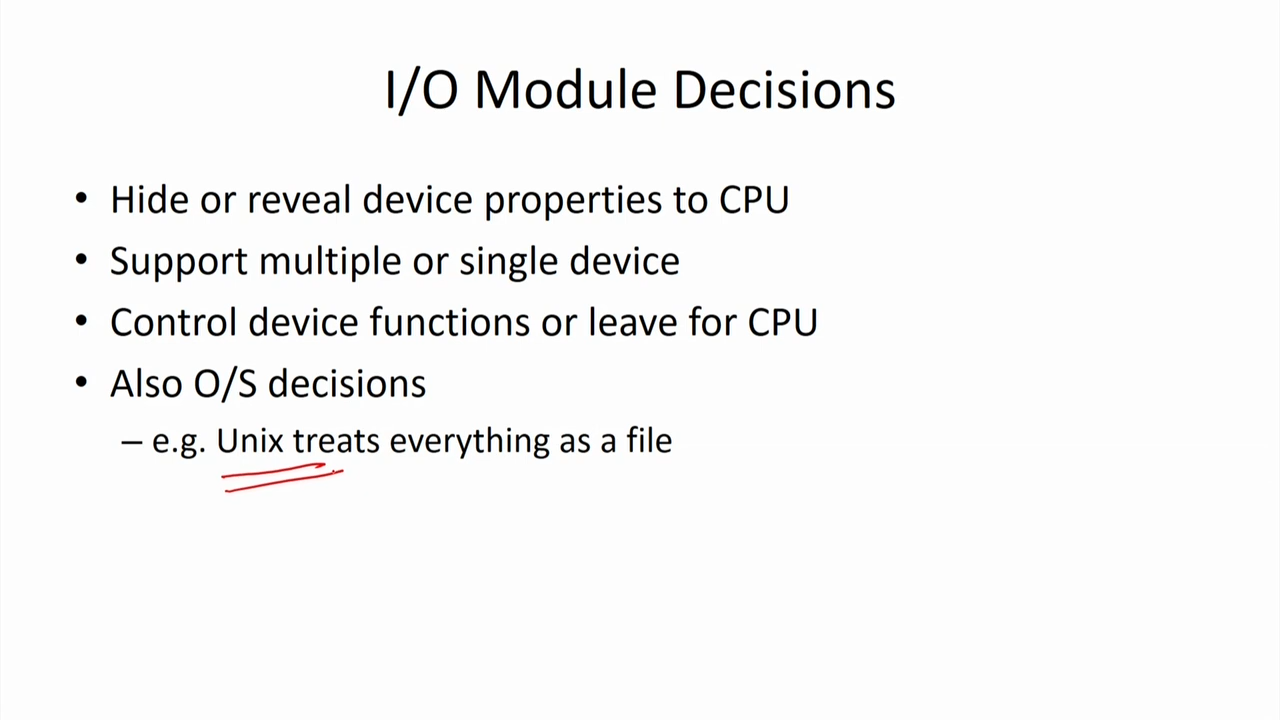 I/O Module Decisions
• Hide or reveal device properties to CPU
• Support multiple or single device
• Control device functions or leave for CPU
• Also O/S decisions
– e.g. Unix treats everything as a file